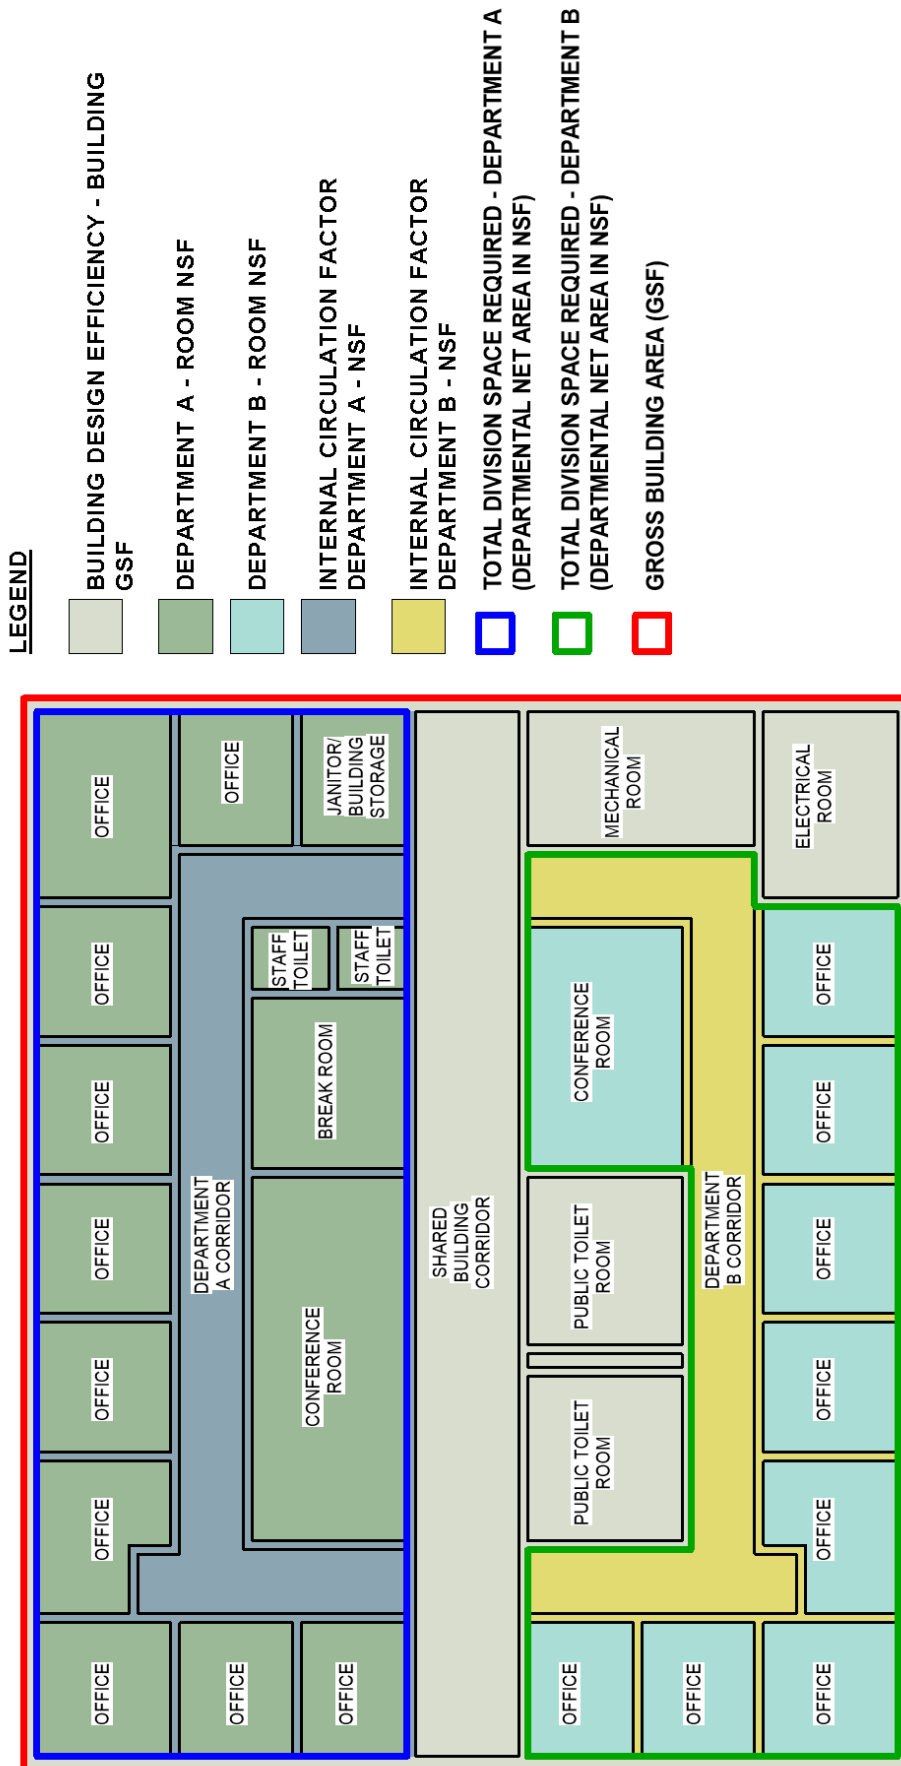 LEGEND
BUILDING DESIGN EFFICIENCY - BUILDING
GSF
DEPARTMENT A - ROOM NSF
DEPARTMENT B - ROOM NSF
INTERNAL CIRCULATION FACTOR
DEPARTMENT A - NSF
INTERNAL CIRCULATION FACTOR
DEPARTMENT B - NSF
TOTAL DIVISION SPACE REQUIRED - DEPARTMENT A
(DEPARTMENTAL NET AREA IN NSF)
TOTAL DIVISION SPACE REQUIRED - DEPARTMENT B
(DEPARTMENTAL NET AREA IN NSF)
GROSS BUILDING AREA (GSF)
OFFICE
OFFICE
OFFICE
OFFICE
OFFICE
OFFICE
OFFICE
OFFICE
OFFICE
OFFICE
JANITOR/
BUILDING
STORAGE
DEPARTMENT
A CORRIDOR
CONFERENCE
ROOM
BREAK ROOM
STAFF
TOILET
STAFF
TOILET
SHARED
BUILDING
CORRIDOR
PUBLIC TOILET
ROOM
PUBLIC TOILET
ROOM
CONFERENCE
ROOM
MECHANICAL
ROOM
OFFICE
OFFICE
DEPARTMENT
B CORRIDOR
OFFICE
OFFICE
OFFICE
OFFICE
OFFICE
OFFICE
ELECTRICAL
ROOM